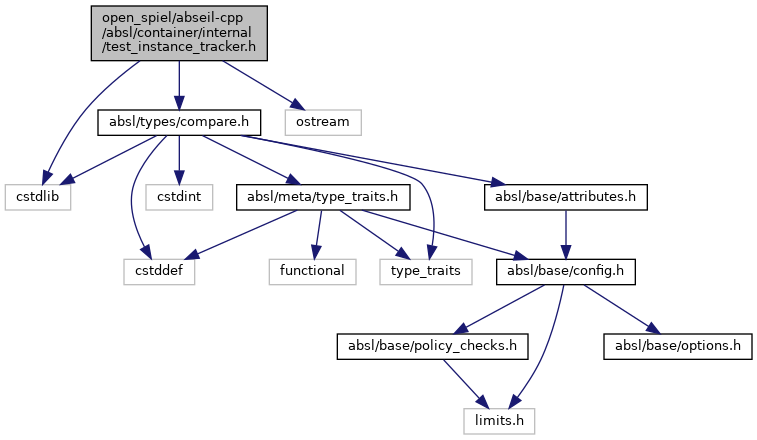 open_spiel/abseil-cpp
/absl/container/internal
/test_instance_tracker.h
absl/types/compare.h
ostream
cstdlib
cstdint
absl/meta/type_traits.h
absl/base/attributes.h
cstddef
functional
type_traits
absl/base/config.h
absl/base/policy_checks.h
absl/base/options.h
limits.h